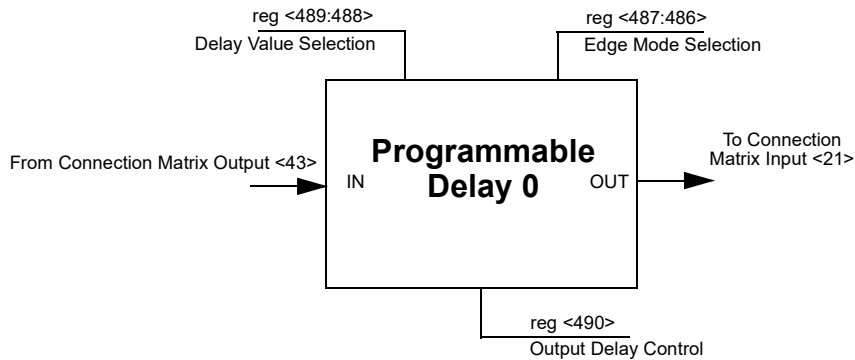 reg <489:488>
Delay Value Selection
reg <487:486>
Edge Mode Selection
From Connection Matrix Output <43>
IN
Programmable
Delay 0
OUT
To Connection
Matrix Input <21>
reg <490>
Output Delay Control